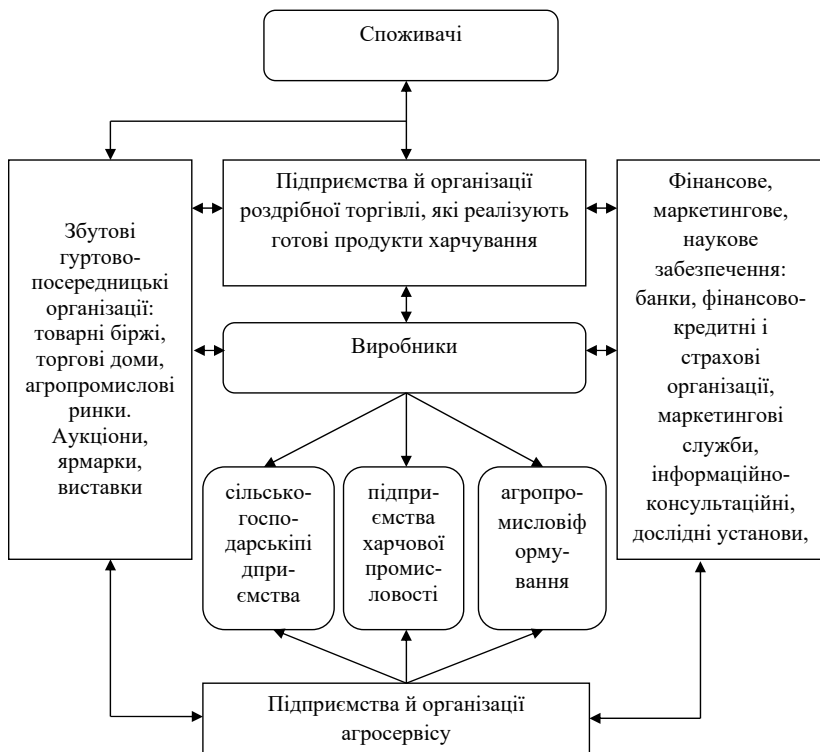 Споживачі
Підприємства й організації
роздрібної торгівлі, які реалізують
готові продукти харчування
Збутові
гуртово-
посередницькі
організації:
товарні біржі,
торгові доми,
агропромислові
ринки.
Аукціони,
ярмарки,
виставки
Фінансове,
маркетингове,
наукове
забезпечення:
банки, фінансово-
кредитні і
страхові
організації,
маркетингові
служби,
інформаційно-
консультаційні,
дослідні установи,
Виробники
сільсько-
госпо-
дарськіпі
дприє-
мства
підпри-
ємства
харчової
промис-
ловості
агропро-
мисловіф
орму-
вання
Підприємства й організації
агросервісу